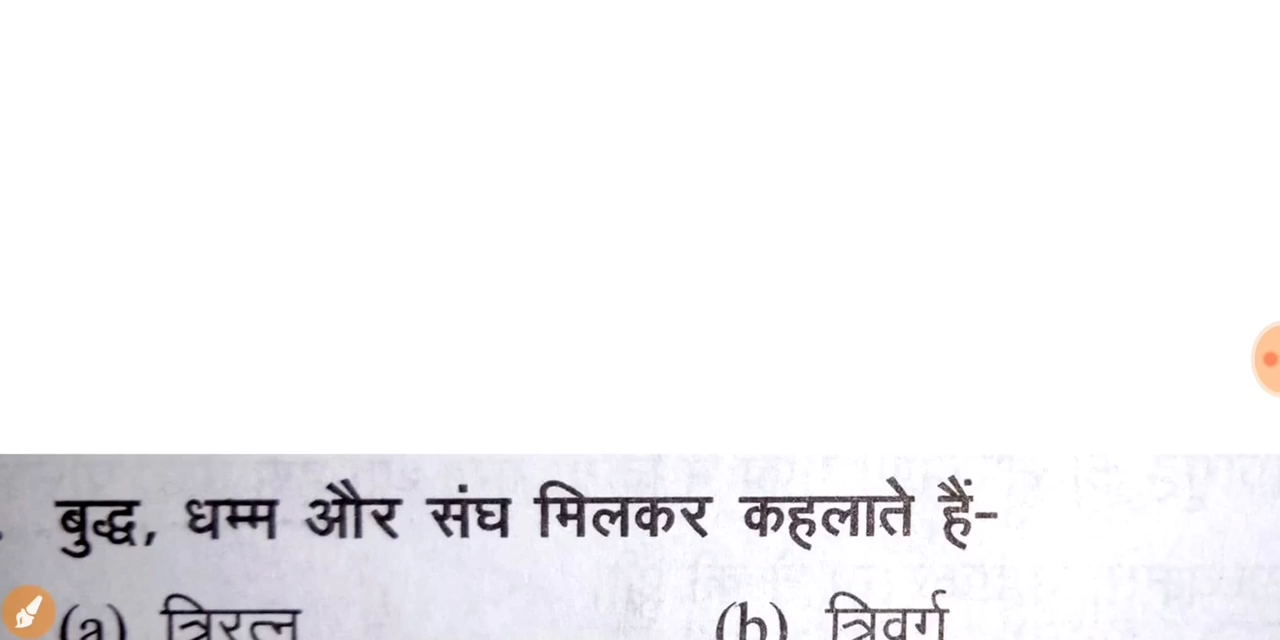 बुद्ध, धम्म और संघ मिलकर कहलाते हैं-
(a) त्रिरत्न (b) त्रिवर्ग